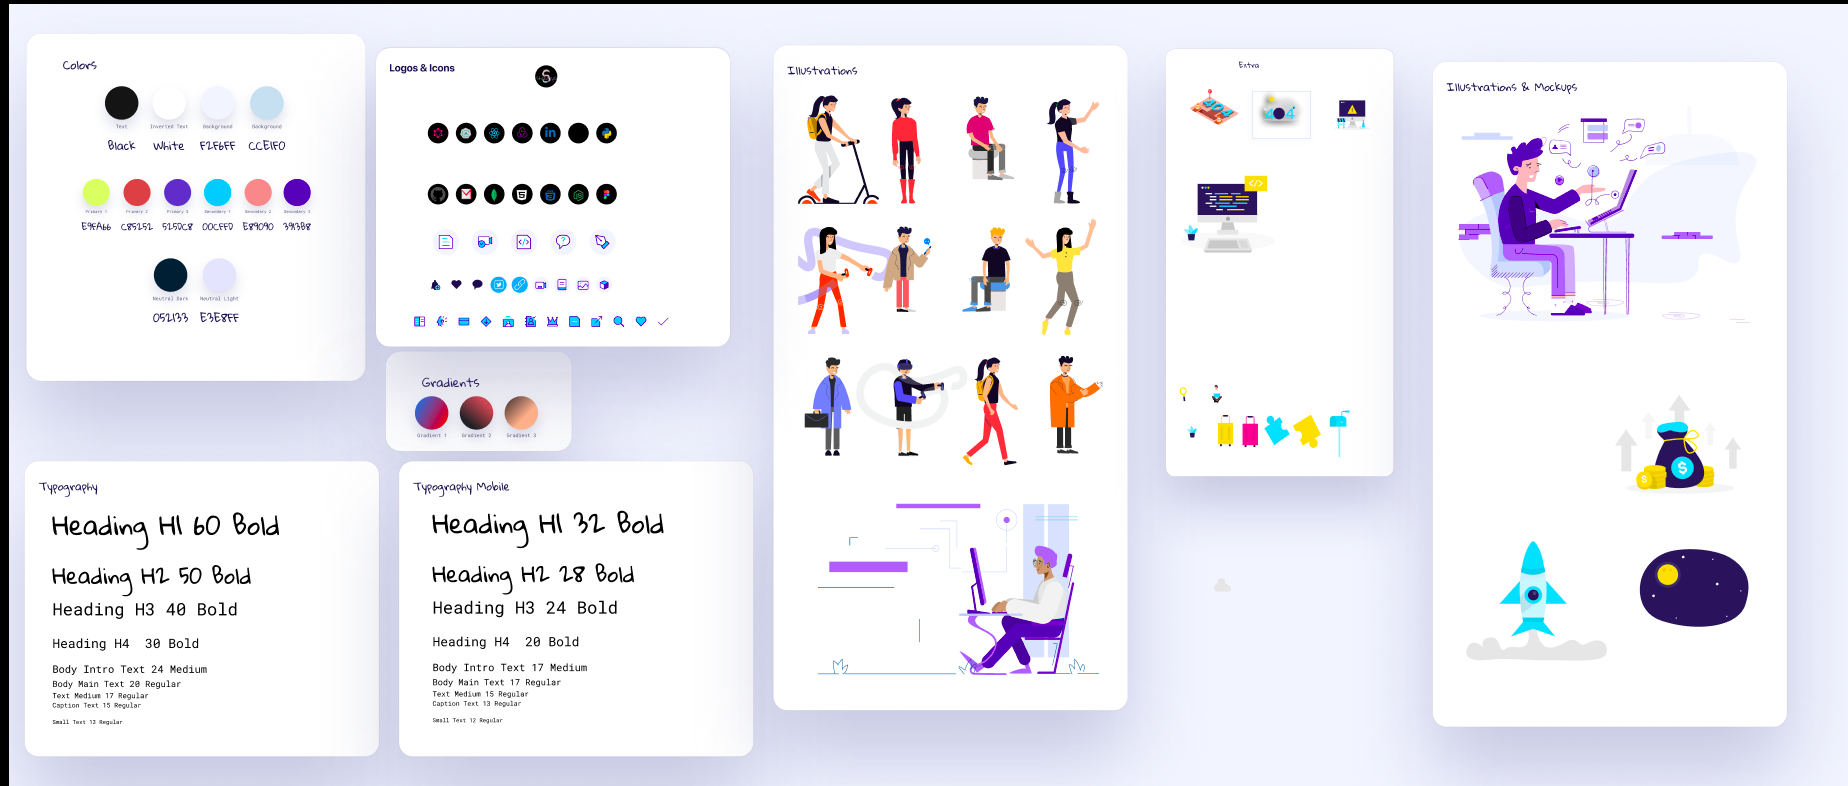 Colors
Text Inverted Text Background Background
Black White F2F6FF CCE1F0
Primary 1 Primary 2 Primary 3 Secondary 1 Secondary 2 Secondary 3
E9FA66 C85252 525DC8 00CFFD E89090 3913B8
Neutral Dark Neutral Light
052133 E3E8FF
Logos & Icons
S
in
Gradients
Gradient 1 Gradient 2 Gradient 3
Typography
Heading H1 60 Bold
Heading H2 50 Bold
Heading H3 40 Bold
Heading H4 30 Bold
Body Intro Text 24 Medium
Body Main Text 20 Regular
Text Medium 17 Regular
Caption Text 15 Regular
Small Text 13 Regular
Typography Mobile
Heading H1 32 Bold
Heading H2 28 Bold
Heading H3 24 Bold
Heading H4 20 Bold
Body Intro Text 17 Medium
Body Main Text 17 Regular
Text Medium 15 Regular
Caption Text 13 Regular
Small Text 12 Regular
Illustrations
Extra
404
</>
Illustrations & Mockups
$
$